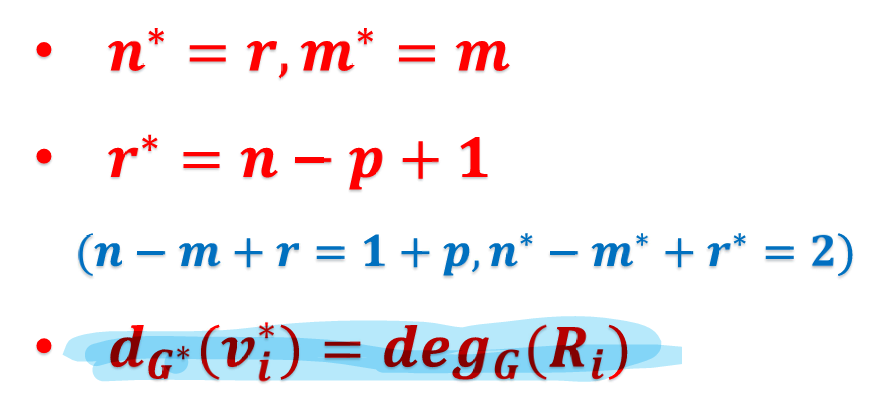 • n* = r, m* = m
• r* = n − p + 1
(n − m + r = 1 + p, n* − m* + r* = 2)
• d_{G*}(v_i^*) = deg_G(R_i)